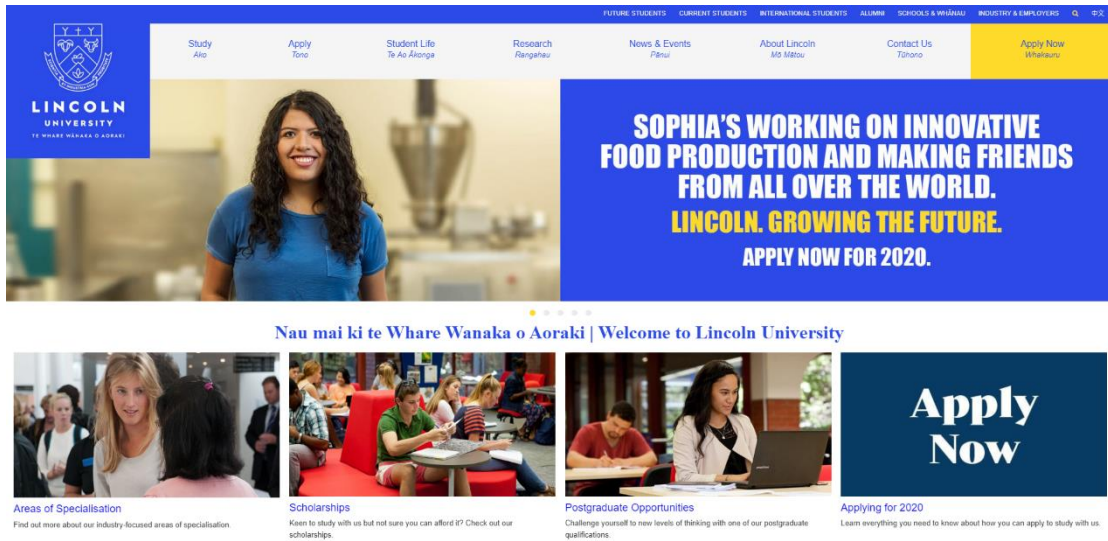 FUTURE STUDENTS CURRENT STUDENTS INTERNATIONAL STUDENTS ALUMNI SCHOOLS & WHĀNAU INDUSTRY & EMPLOYERS 中文
Study Apply Student Life Research News & Events About Lincoln Contact Us Apply Now
Ako Tono Te Ao Ākonga Rangahau Pānui Mō Mātou Tūhono Whakauru
LINCOLN
UNIVERSITY
TE WHARE WĀNAKA O AORAKI
SOPHIA'S WORKING ON INNOVATIVE
FOOD PRODUCTION AND MAKING FRIENDS
FROM ALL OVER THE WORLD.
LINCOLN. GROWING THE FUTURE.
APPLY NOW FOR 2020.
Nau mai ki te Whare Wanaka o Aoraki | Welcome to Lincoln University
Apply
Now
Areas of Specialisation
Find out more about our industry-focused areas of specialisation.
Scholarships
Keen to study with us but not sure you can afford it? Check out our
scholarships.
Postgraduate Opportunities
Challenge yourself to new levels of thinking with one of our postgraduate
qualifications.
Applying for 2020
Learn everything you need to know about how you can apply to study with us.